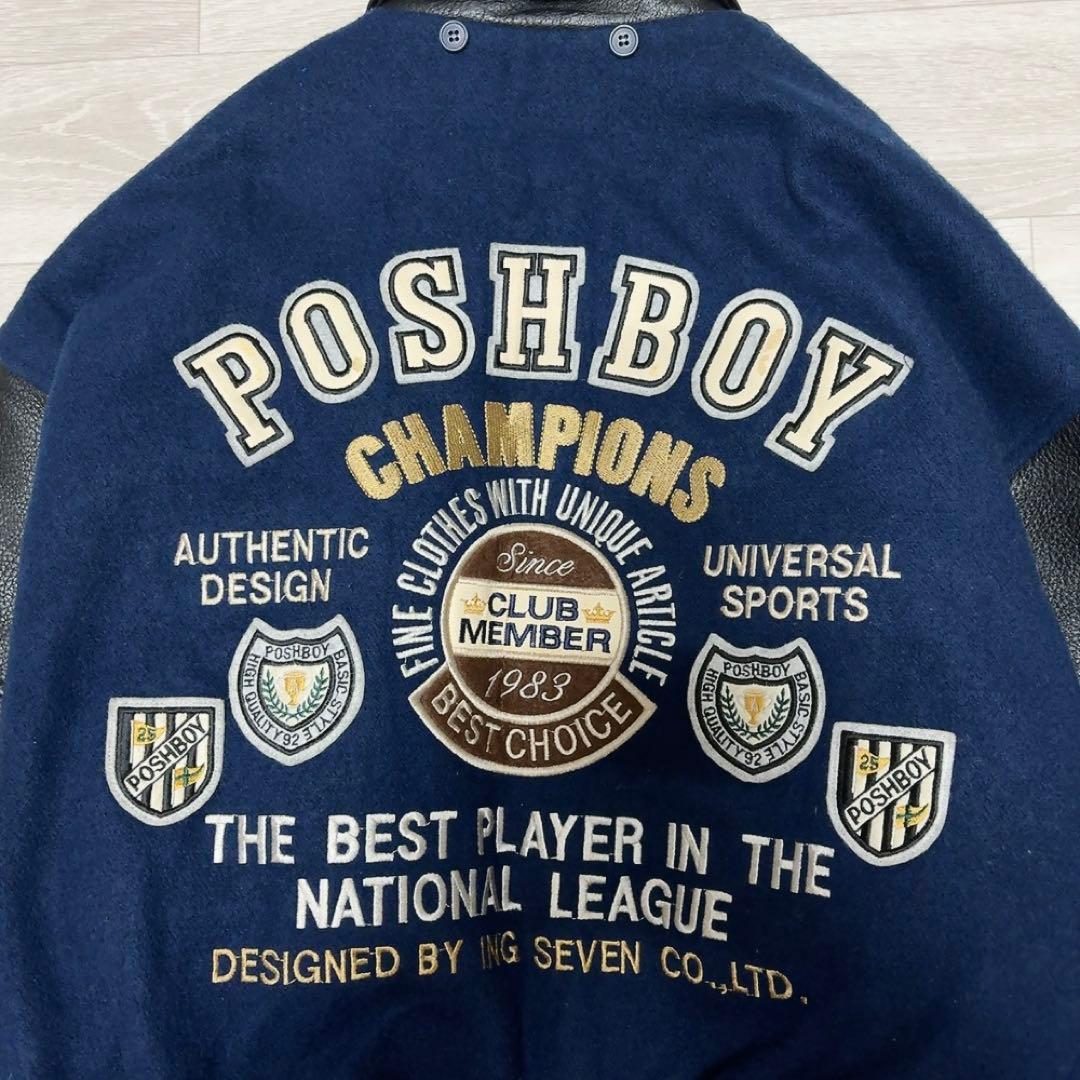 POSHBOY
CHAMPIONS
FINE CLOTHES WITH UNIQUE ARTICLE
AUTHENTIC
DESIGN
Since
CLUB
MEMBER
1983
BEST CHOICE
UNIVERSAL
SPORTS
POSHBOY
BASIC STYLE
HIGH QUALITY '92
POSHBOY
BASIC STYLE
HIGH QUALITY '92
25
POSHBOY
25
POSHBOY
THE BEST PLAYER IN THE
NATIONAL LEAGUE
DESIGNED BY ING SEVEN CO.,LTD.